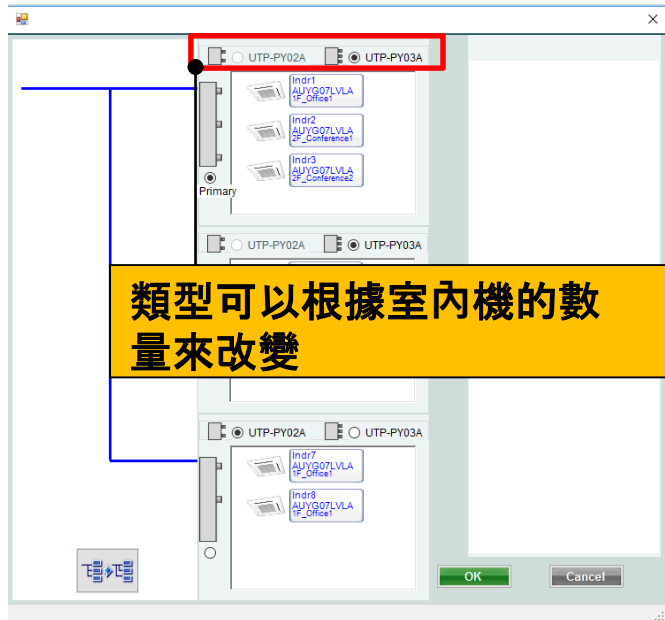 UTP-PY02A UTP-PY03A
Indr1
AUYG07LVLA
1F_Office1
Indr2
AUYG07LVLA
2F_Conference1
Indr3
AUYG07LVLA
2F_Conference2
Primary
UTP-PY02A UTP-PY03A
類型可以根據室內機的數
量來改變
UTP-PY02A UTP-PY03A
Indr7
AUYG07LVLA
1F_Office1
Indr8
AUYG07LVLA
1F_Office1
OK Cancel